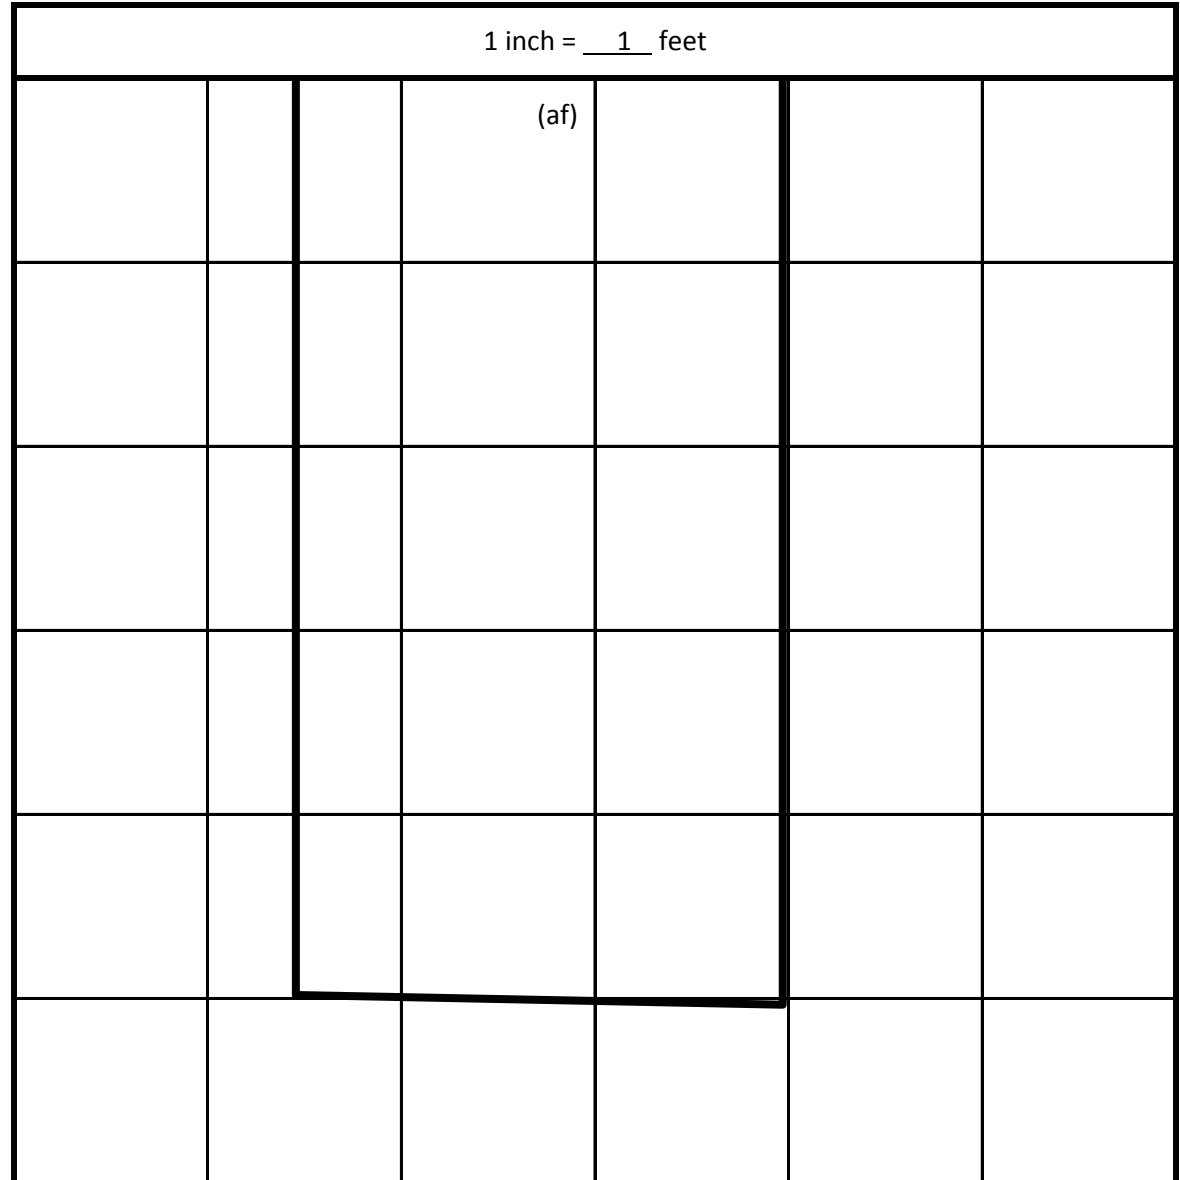 1 inch = 1 feet
(af)